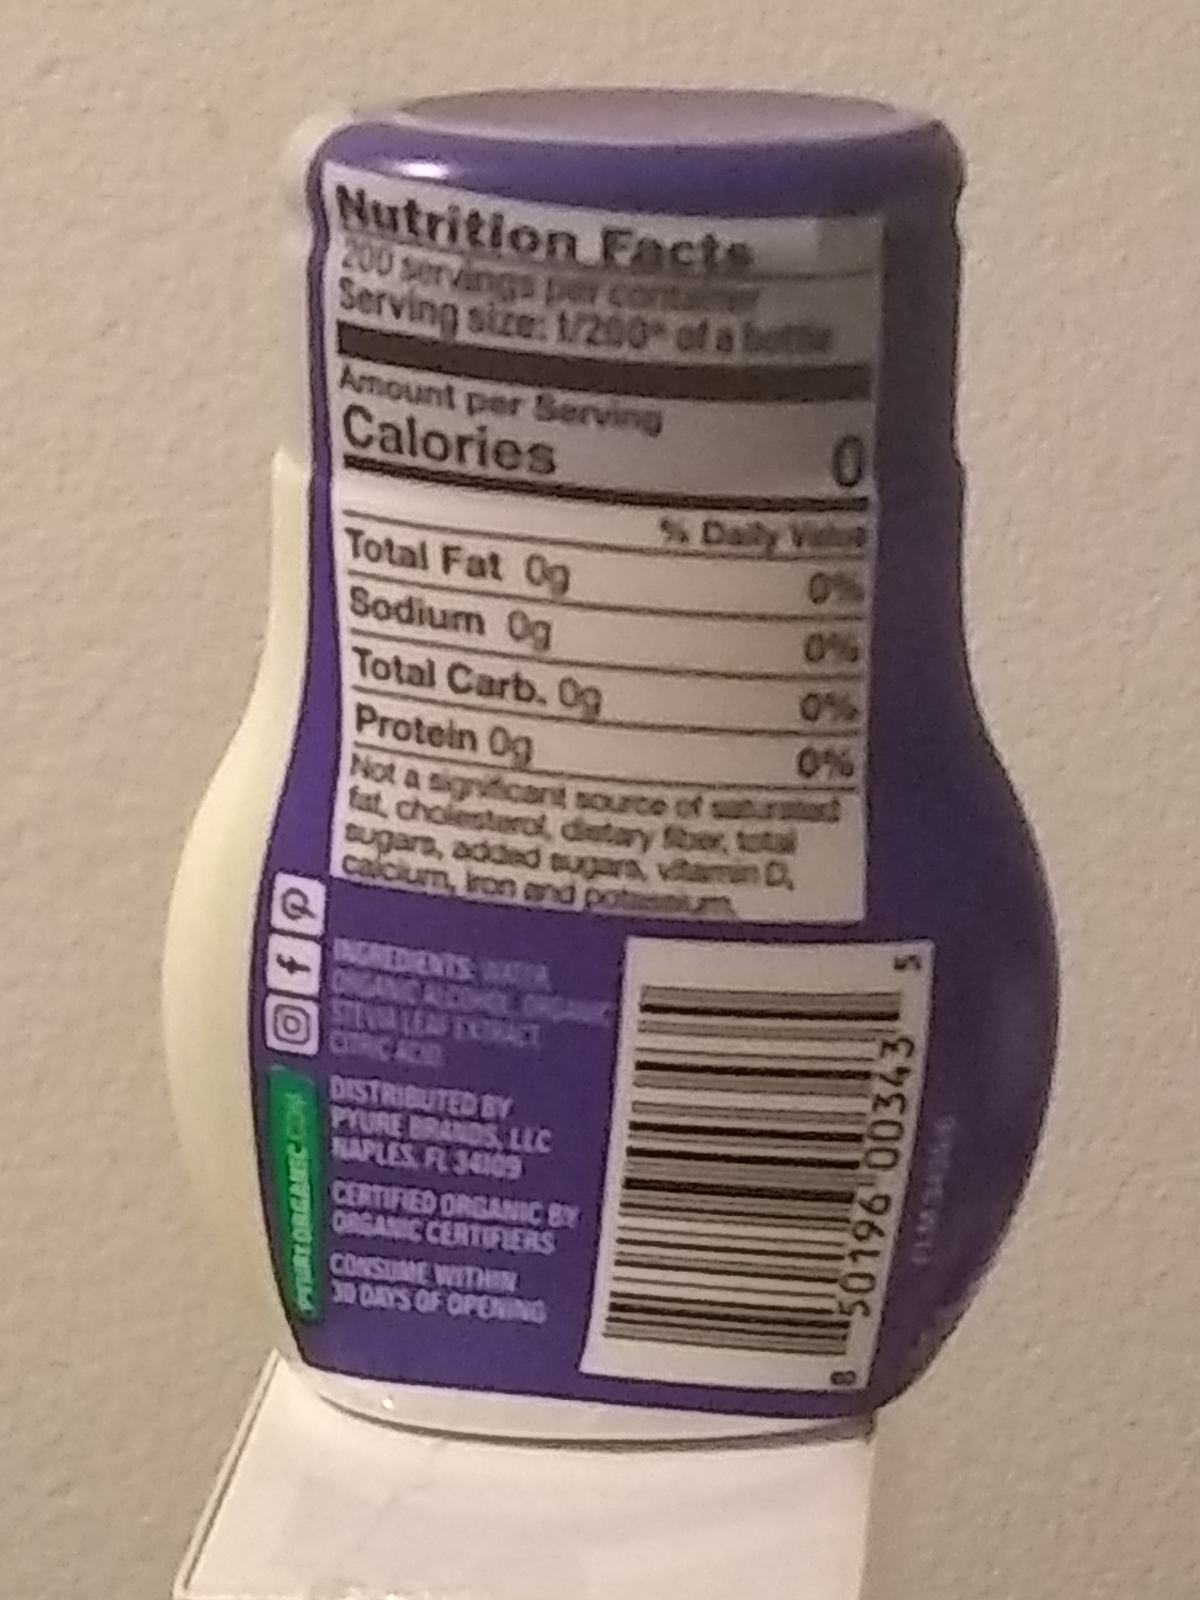 Nutrition Facts
200 servings per container
Serving size: 1/200* of a bottle
Amount per Serving
Calories 0
% Daily Value
Total Fat 0g 0%
Sodium 0g 0%
Total Carb. 0g 0%
Protein 0g 0%
Not a significant source of saturated
fat, cholesterol, dietary fiber, total
sugars, added sugars, vitamin D,
calcium, iron and potassium.
INGREDIENTS: WATER,
ORGANIC ALCOHOL, ORGANIC
STEVIA LEAF EXTRACT,
CITRIC ACID
DISTRIBUTED BY
PYURE BRANDS, LLC
NAPLES, FL 34109
CERTIFIED ORGANIC BY
ORGANIC CERTIFIERS
CONSUME WITHIN
30 DAYS OF OPENING
PYUREORGANIC.COM
8 50196 00343 5